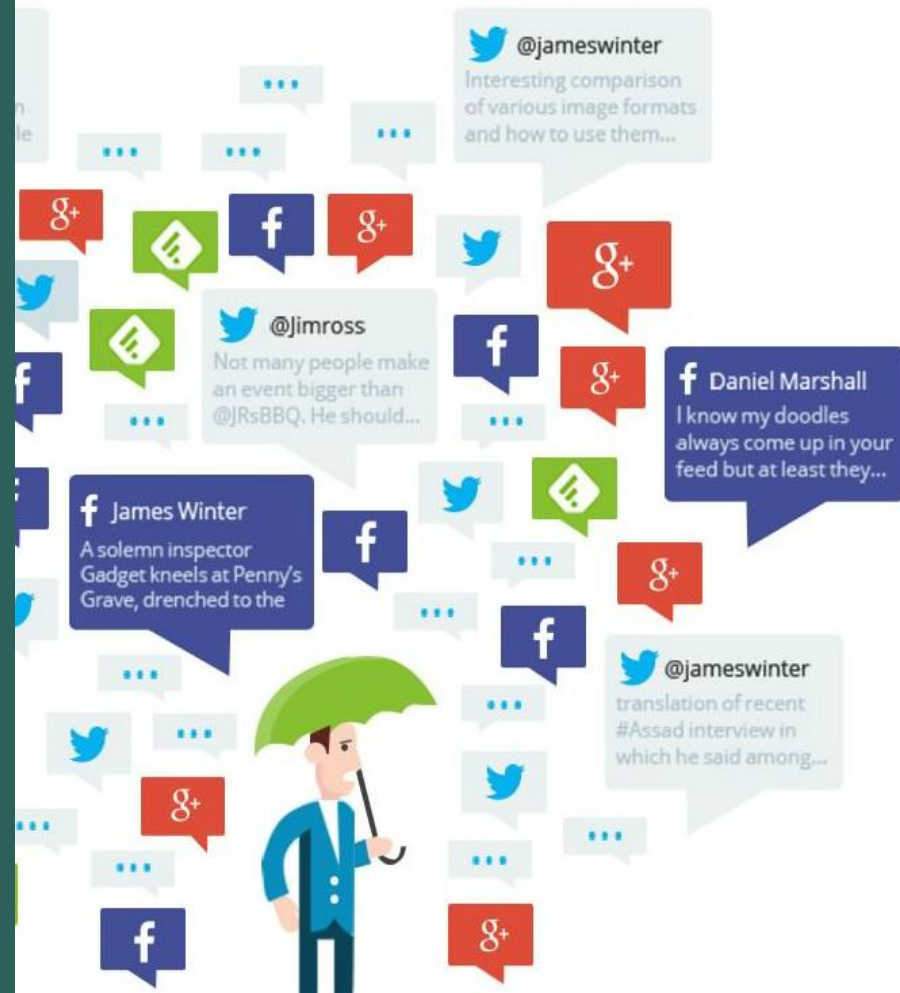 @jameswinter
Interesting comparison
of various image formats
and how to use them...
g+
f
g+
g+
@Jimross
Not many people make
an event bigger than
@JRsBBQ. He should...
f
g+
f
f Daniel Marshall
I know my doodles
always come up in your
feed but at least they...
f
f James Winter
A solemn inspector
Gadget kneels at Penny's
Grave, drenched to the
f
g+
f
@jameswinter
translation of recent
#Assad interview in
which he said among...
g+
f
g+